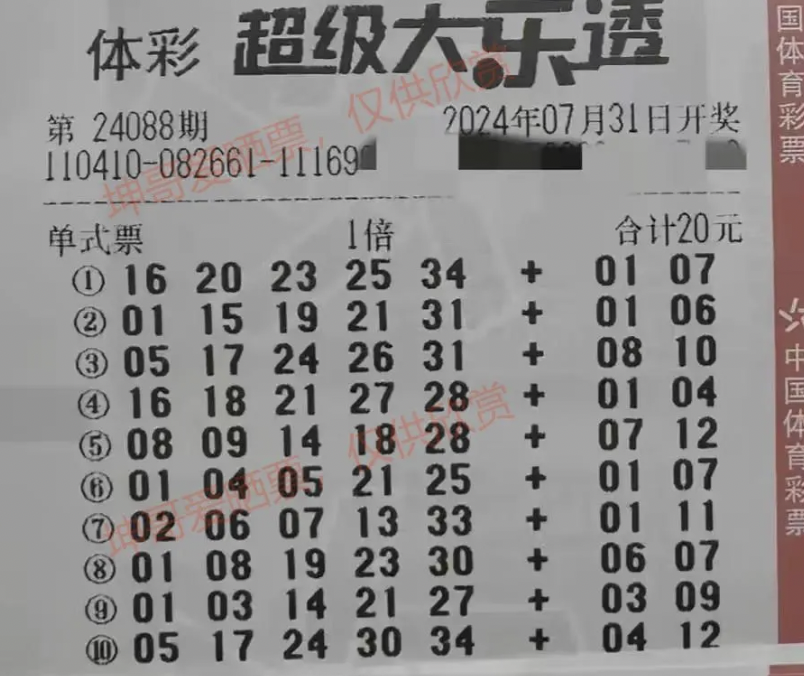 体彩 超级大乐透
第 24088期 2024年07月31日开奖
110410-082661-11169
单式票 1倍 合计20元
① 16 20 23 25 34 + 01 07
② 01 15 19 21 31 + 01 06
③ 05 17 24 26 31 + 08 10
④ 16 18 21 27 28 + 01 04
⑤ 08 09 14 18 28 + 07 12
⑥ 01 04 05 21 25 + 01 07
⑦ 02 06 07 13 33 + 01 11
⑧ 01 08 19 23 30 + 06 07
⑨ 01 03 14 21 27 + 03 09
⑩ 05 17 24 30 34 + 04 12
坤哥爱晒票，仅供欣赏
坤哥爱晒票，仅供欣赏
国体育彩票
中国体育彩票